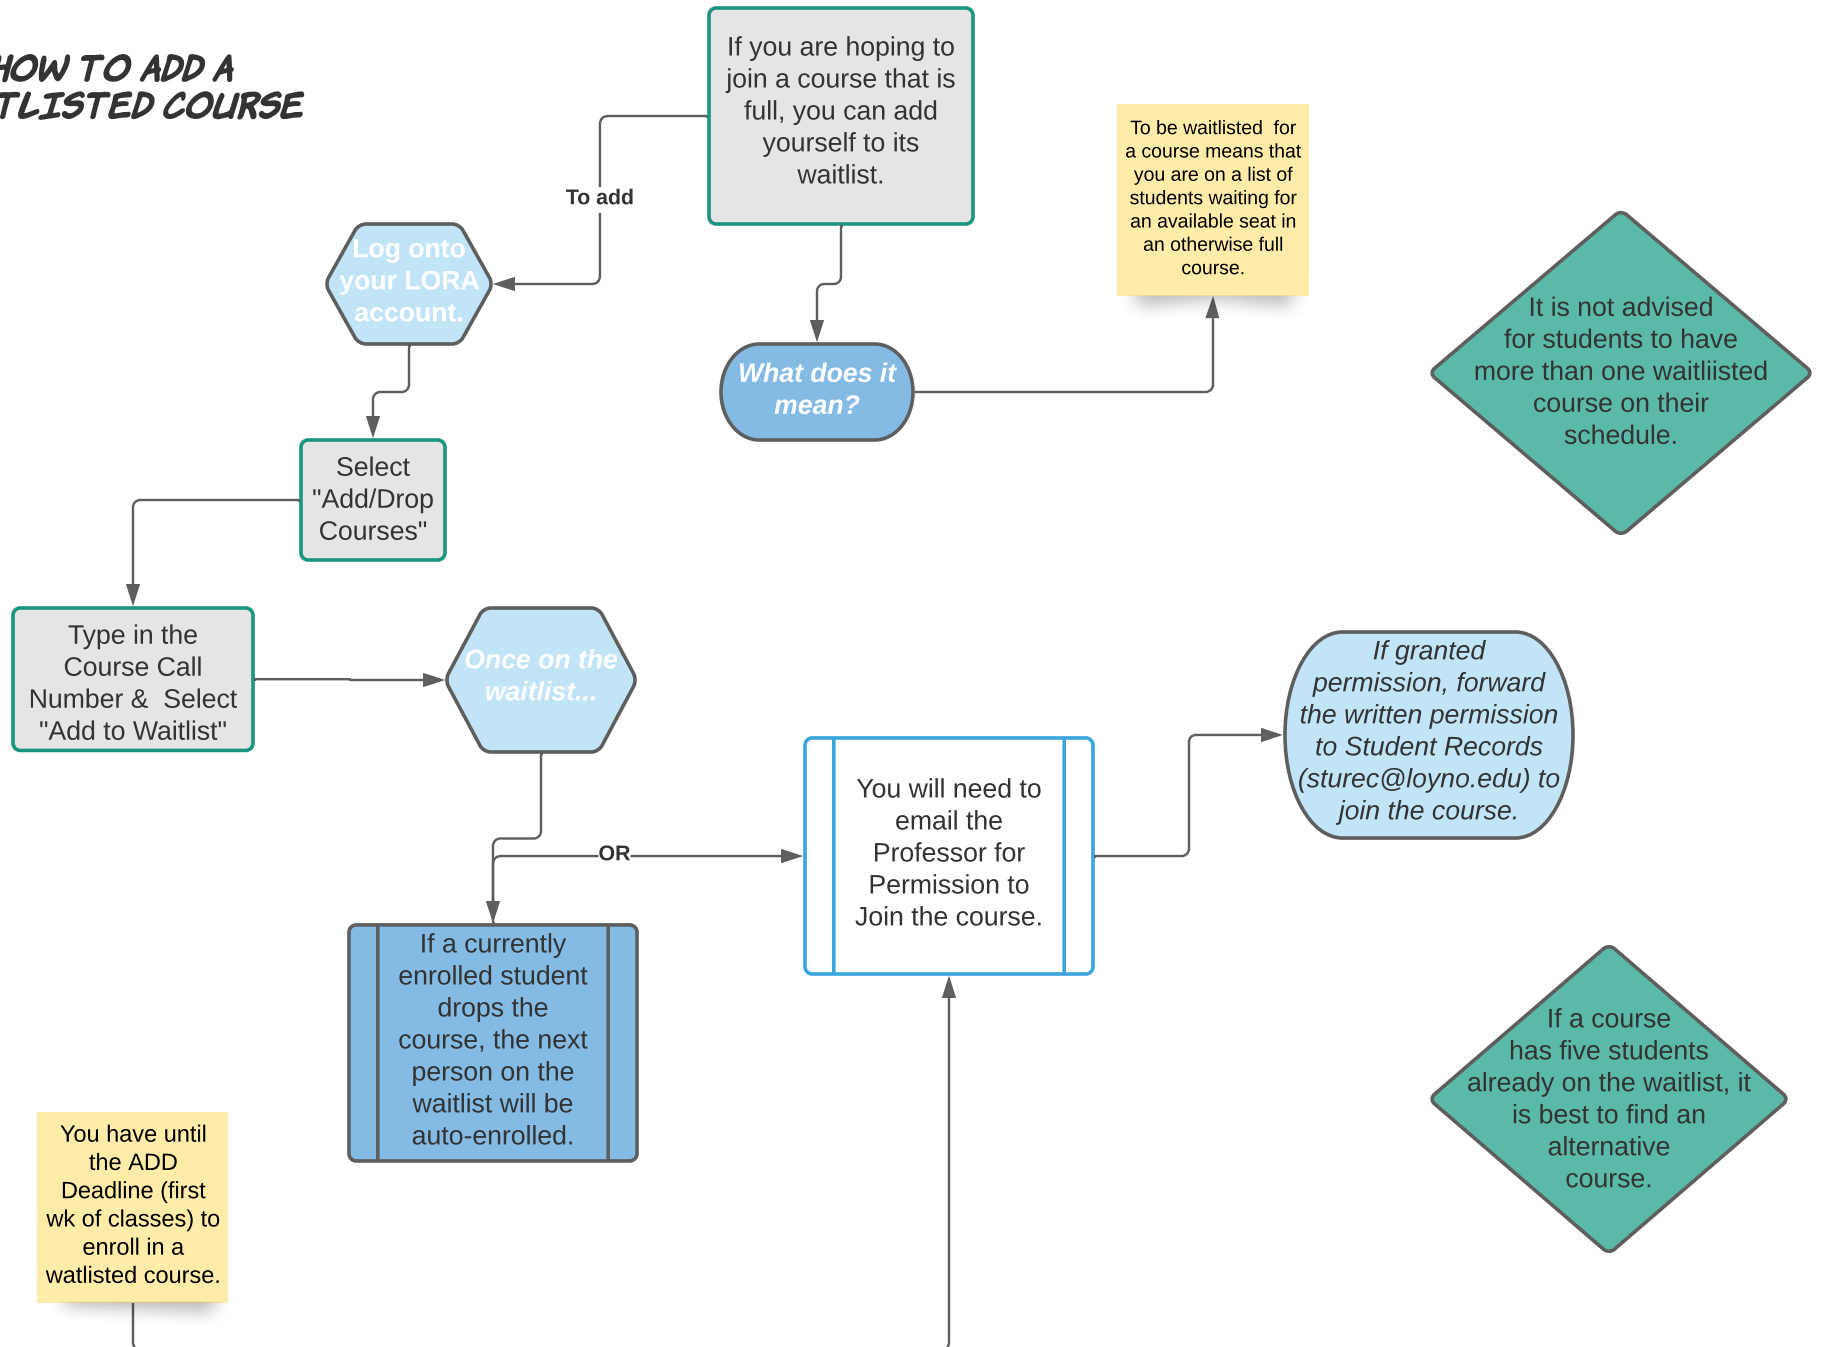 HOW TO ADD A
TLISTED COURSE
If you are hoping to
join a course that is
full, you can add
yourself to its
waitlist.
To add
To be waitlisted  for
a course means that
you are on a list of
students waiting for
an available seat in
an otherwise full
course.
Log onto
your LORA
account.
What does it
mean?
It is not advised
for students to have
more than one waitliisted
course on their
schedule.
Select
"Add/Drop
Courses"
Type in the
Course Call
Number &  Select
"Add to Waitlist"
Once on the
waitlist...
If granted
permission, forward
the written permission
to Student Records
(sturec@loyno.edu) to
join the course.
You will need to
email the
Professor for
Permission to
Join the course.
OR
If a currently
enrolled student
drops the
course, the next
person on the
waitlist will be
auto-enrolled.
If a course
has five students
already on the waitlist, it
is best to find an
alternative
course.
You have until
the ADD
Deadline (first
wk of classes) to
enroll in a
watlisted course.